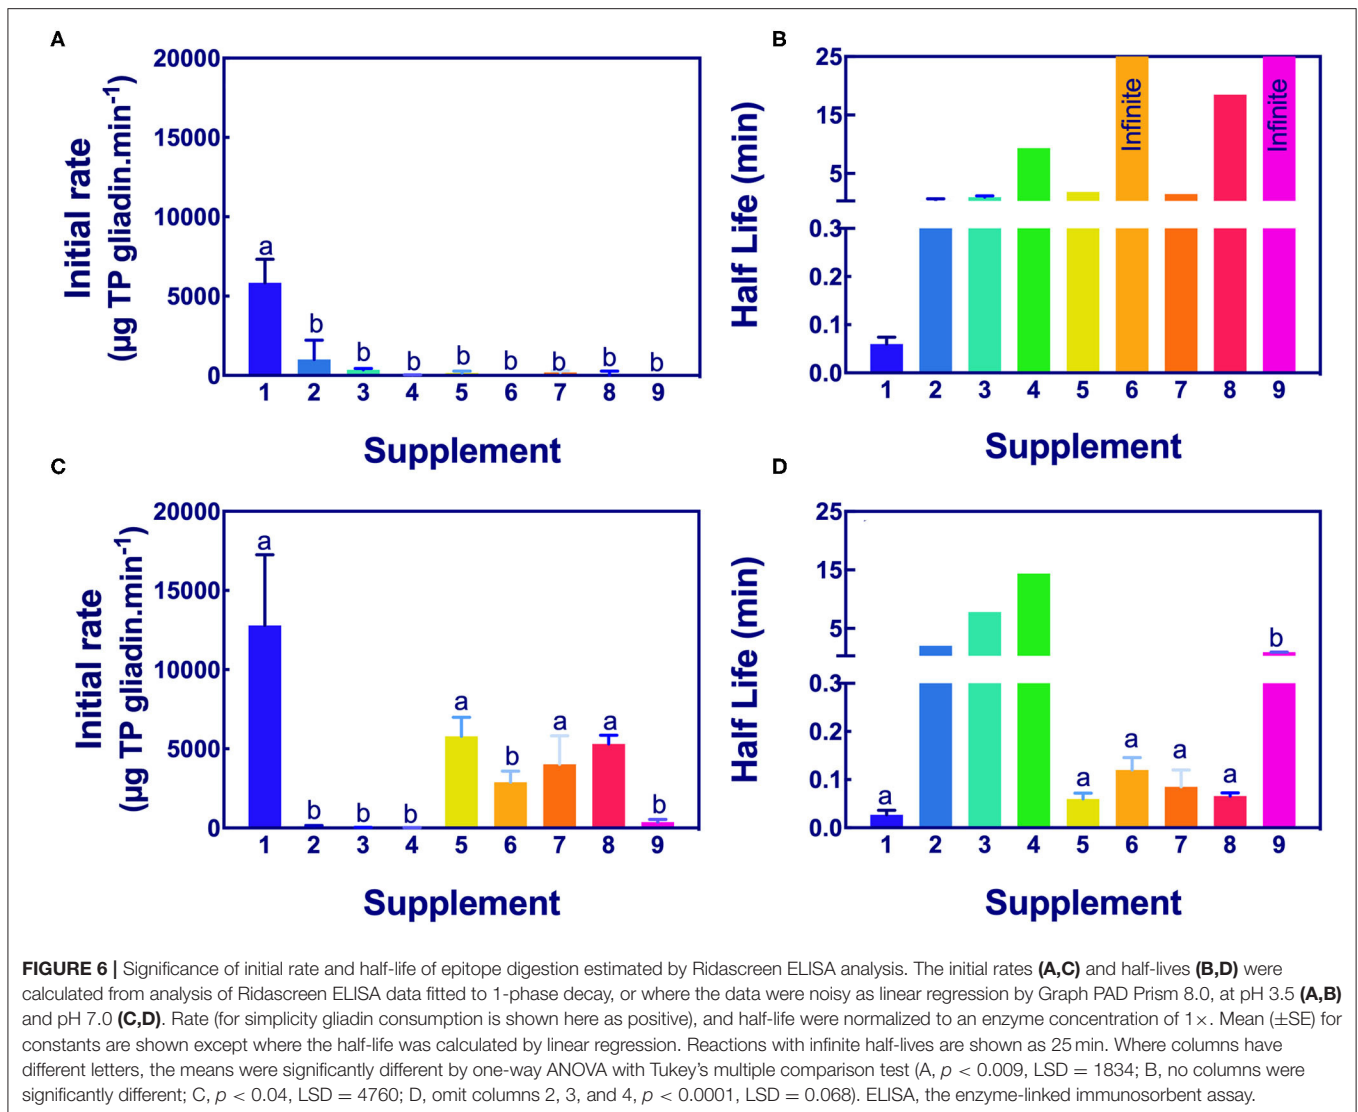 A
20000
15000
10000
5000
0
Initial rate
(µg TP gliadin.min⁻¹)
a
b
b
b
b
b
b
b
b
1 2 3 4 5 6 7 8 9
Supplement
B
25
15
5
0.3
0.2
0.1
0.0
Half Life (min)
Infinite
Infinite
1 2 3 4 5 6 7 8 9
Supplement
C
20000
15000
10000
5000
0
Initial rate
(µg TP gliadin.min⁻¹)
a
b
b
b
a
b
a
a
b
1 2 3 4 5 6 7 8 9
Supplement
D
25
15
5
0.3
0.2
0.1
0.0
Half Life (min)
a
a
a
a
a
b
1 2 3 4 5 6 7 8 9
Supplement
FIGURE 6 | Significance of initial rate and half-life of epitope digestion estimated by Ridascreen ELISA analysis. The initial rates (A,C) and half-lives (B,D) were
calculated from analysis of Ridascreen ELISA data fitted to 1-phase decay, or where the data were noisy as linear regression by Graph PAD Prism 8.0, at pH 3.5 (A,B)
and pH 7.0 (C,D). Rate (for simplicity gliadin consumption is shown here as positive), and half-life were normalized to an enzyme concentration of 1×. Mean (±SE) for
constants are shown except where the half-life was calculated by linear regression. Reactions with infinite half-lives are shown as 25 min. Where columns have
different letters, the means were significantly different by one-way ANOVA with Tukey's multiple comparison test (A, p < 0.009, LSD = 1834; B, no columns were
significantly different; C, p < 0.04, LSD = 4760; D, omit columns 2, 3, and 4, p < 0.0001, LSD = 0.068). ELISA, the enzyme-linked immunosorbent assay.